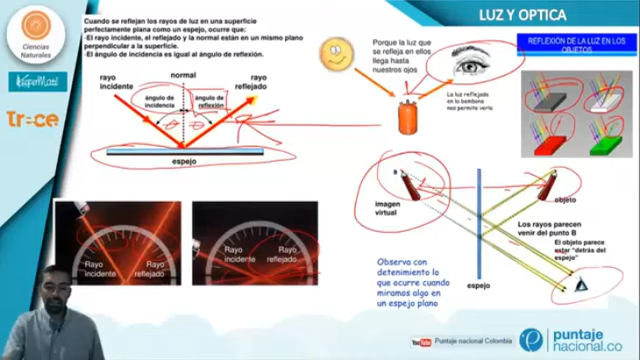 LUZ Y OPTICA
Ciencias
Naturales
SuperMATE
Trece
Cuando se reflejan los rayos de luz en una superficie
perfectamente plana como un espejo, ocurre que:
-El rayo incidente, el reflejado y la normal están en un mismo plano
perpendicular a la superficie.
-El ángulo de incidencia es igual al ángulo de reflexión.
rayo
incidente
normal
rayo
reflejado
ángulo de
incidencia
ángulo de
reflexión
espejo
Porque la luz que
se refleja en ellos
llega hasta
nuestros ojos
La luz reflejada
en la bombona
nos permite verla
REFLEXIÓN DE LA LUZ EN LOS
OBJETOS
B
imagen
virtual
objeto
Los rayos parecen
venir del punto B
El objeto parece
estar "detrás del
espejo"
espejo
Observa con
detenimiento lo
que ocurre cuando
miramos algo en
un espejo plano
Rayo
incidente
Rayo
reflejado
Rayo
incidente
Rayo
reflejado
You Tube
Puntaje nacional Colombia
puntaje
nacional.co